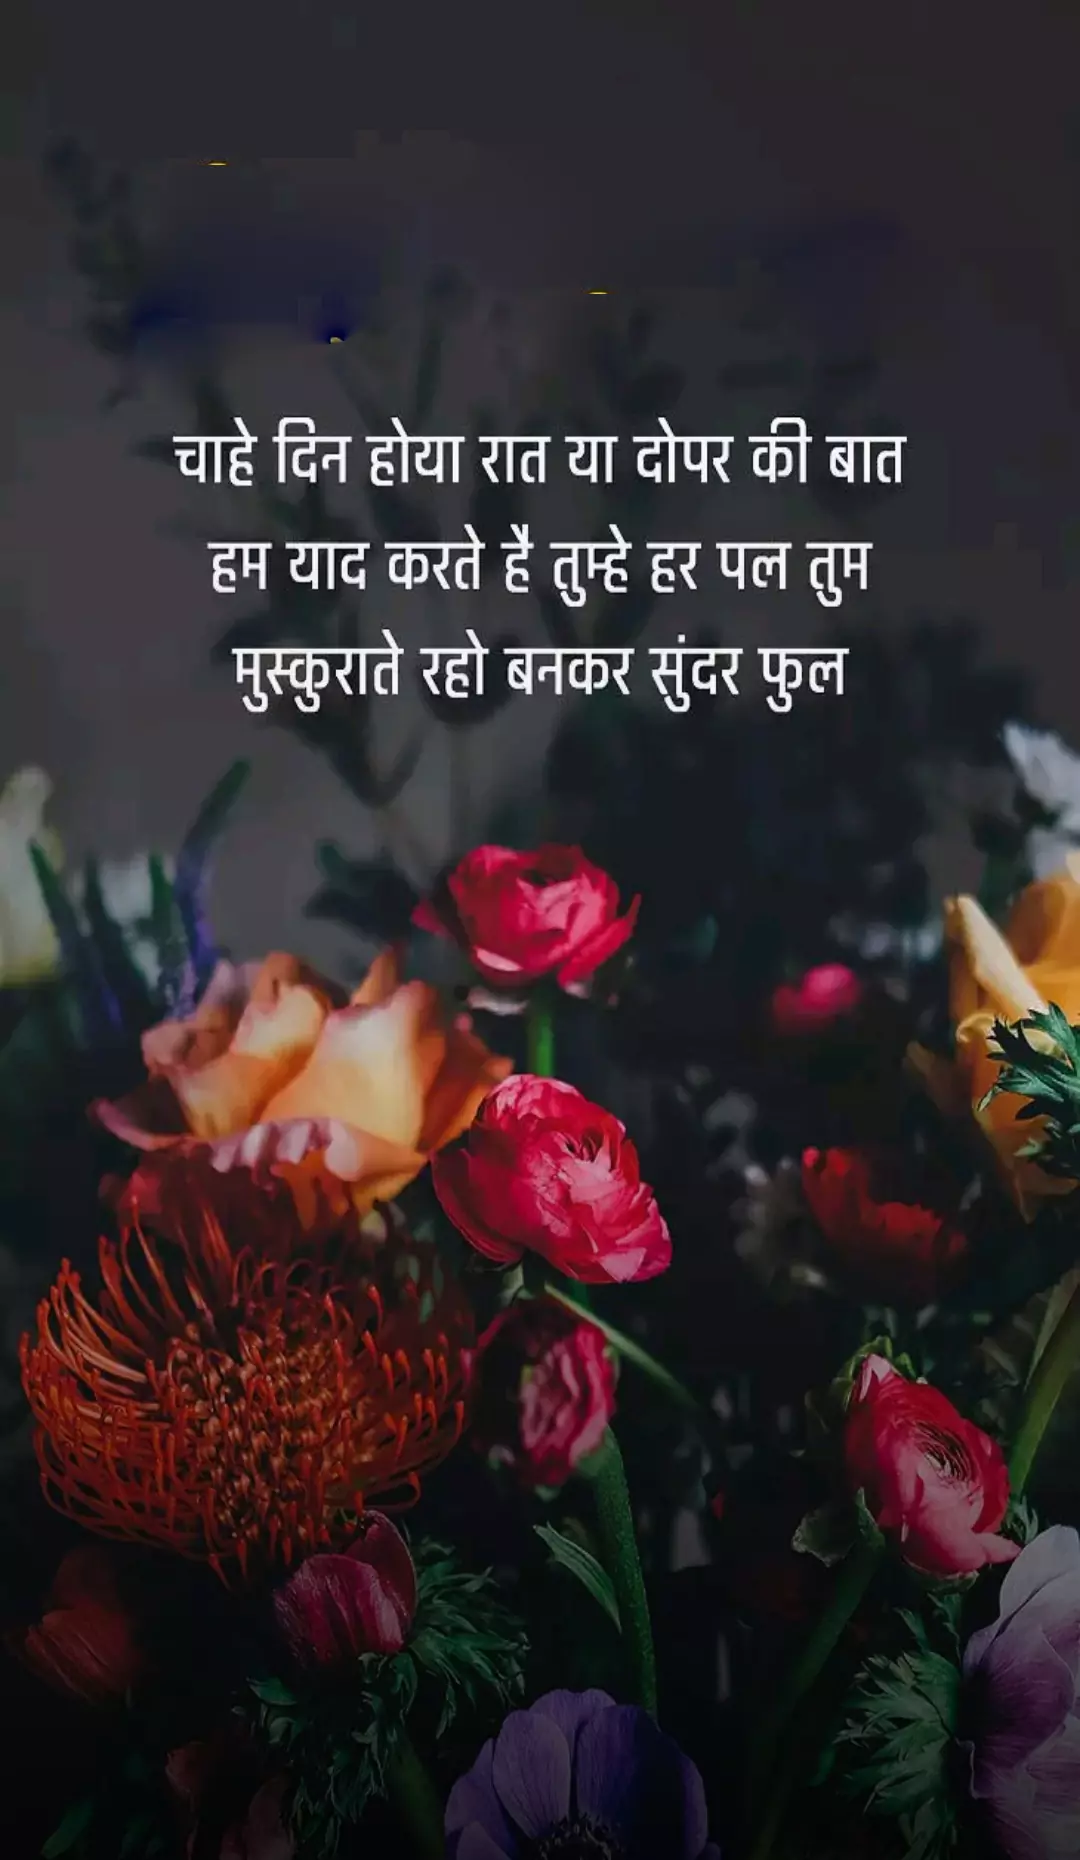 चाहे दिन होया रात या दोपर की बात
हम याद करते है तुम्हे हर पल तुम
मुस्कुराते रहो बनकर सुंदर फुल